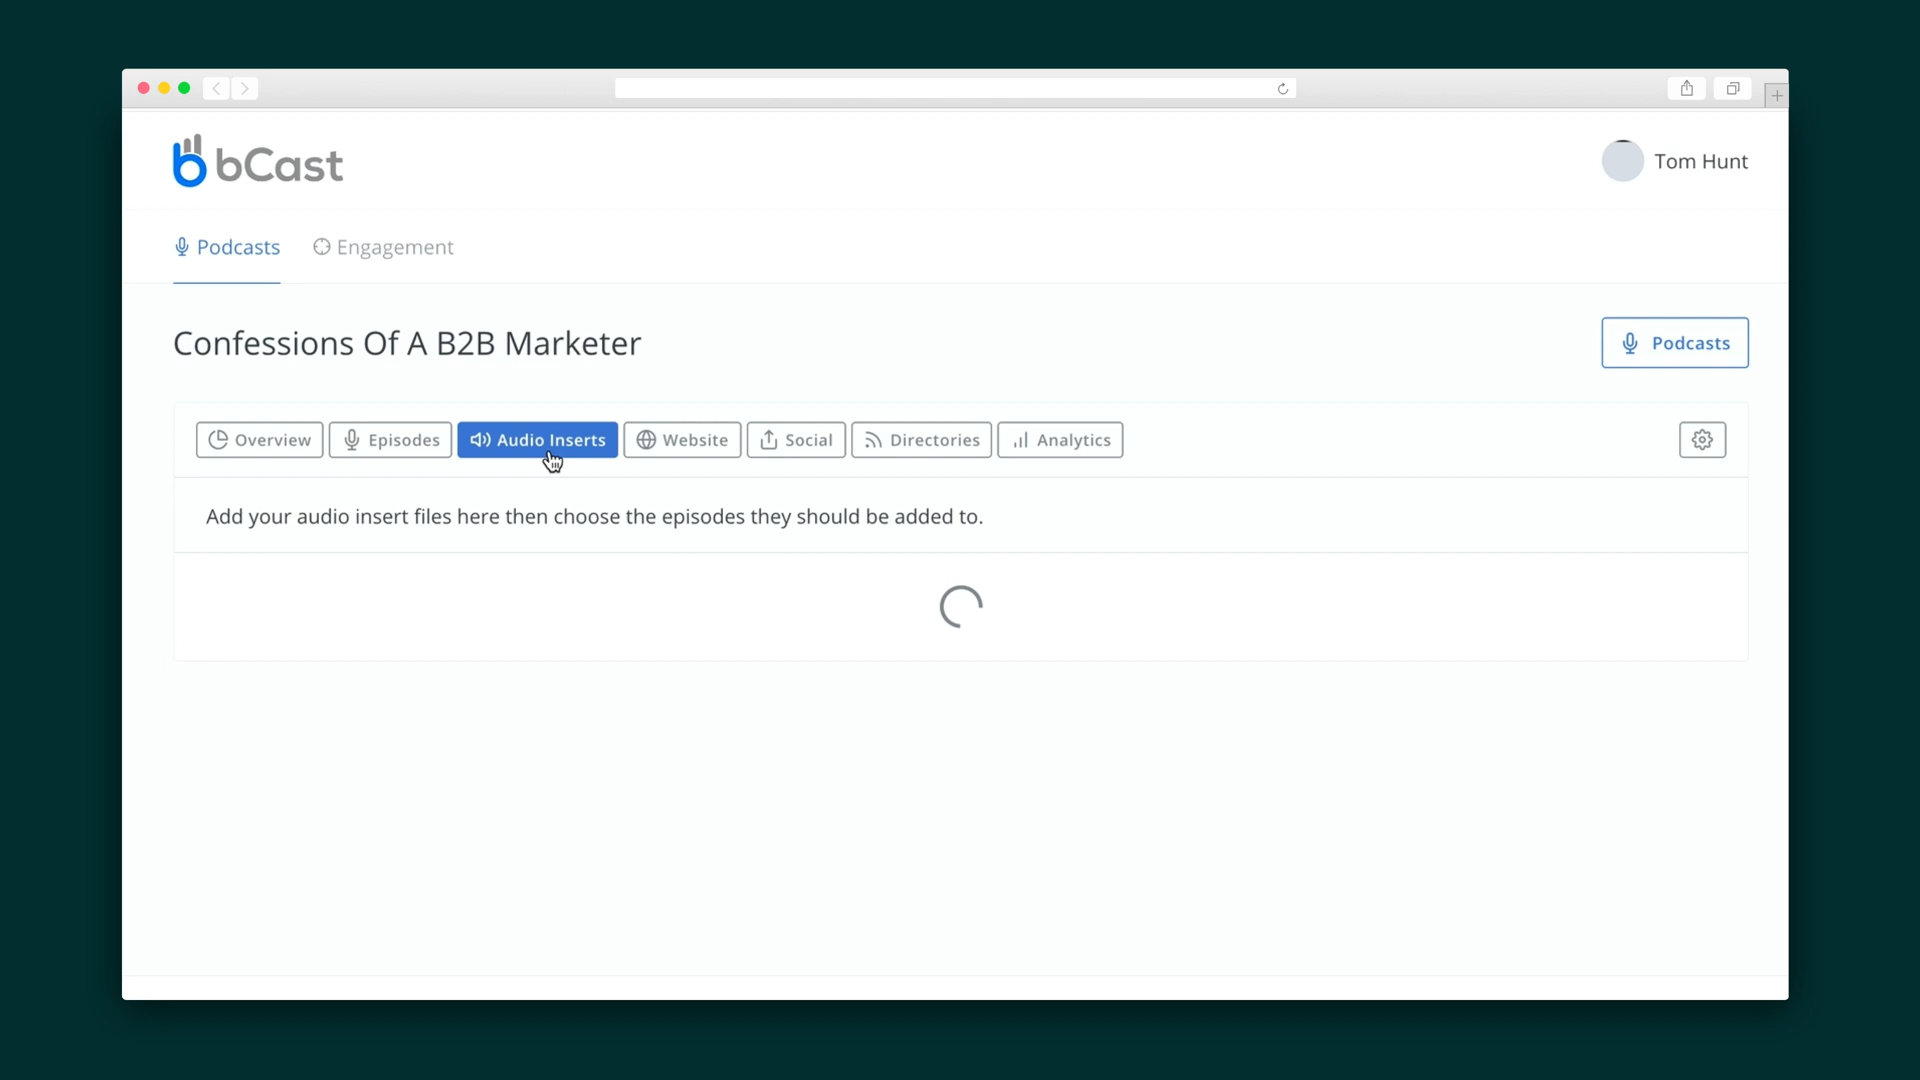 bCast
Tom Hunt
Podcasts Engagement
Confessions Of A B2B Marketer
Podcasts
Overview Episodes Audio Inserts Website Social Directories Analytics
Add your audio insert files here then choose the episodes they should be added to.